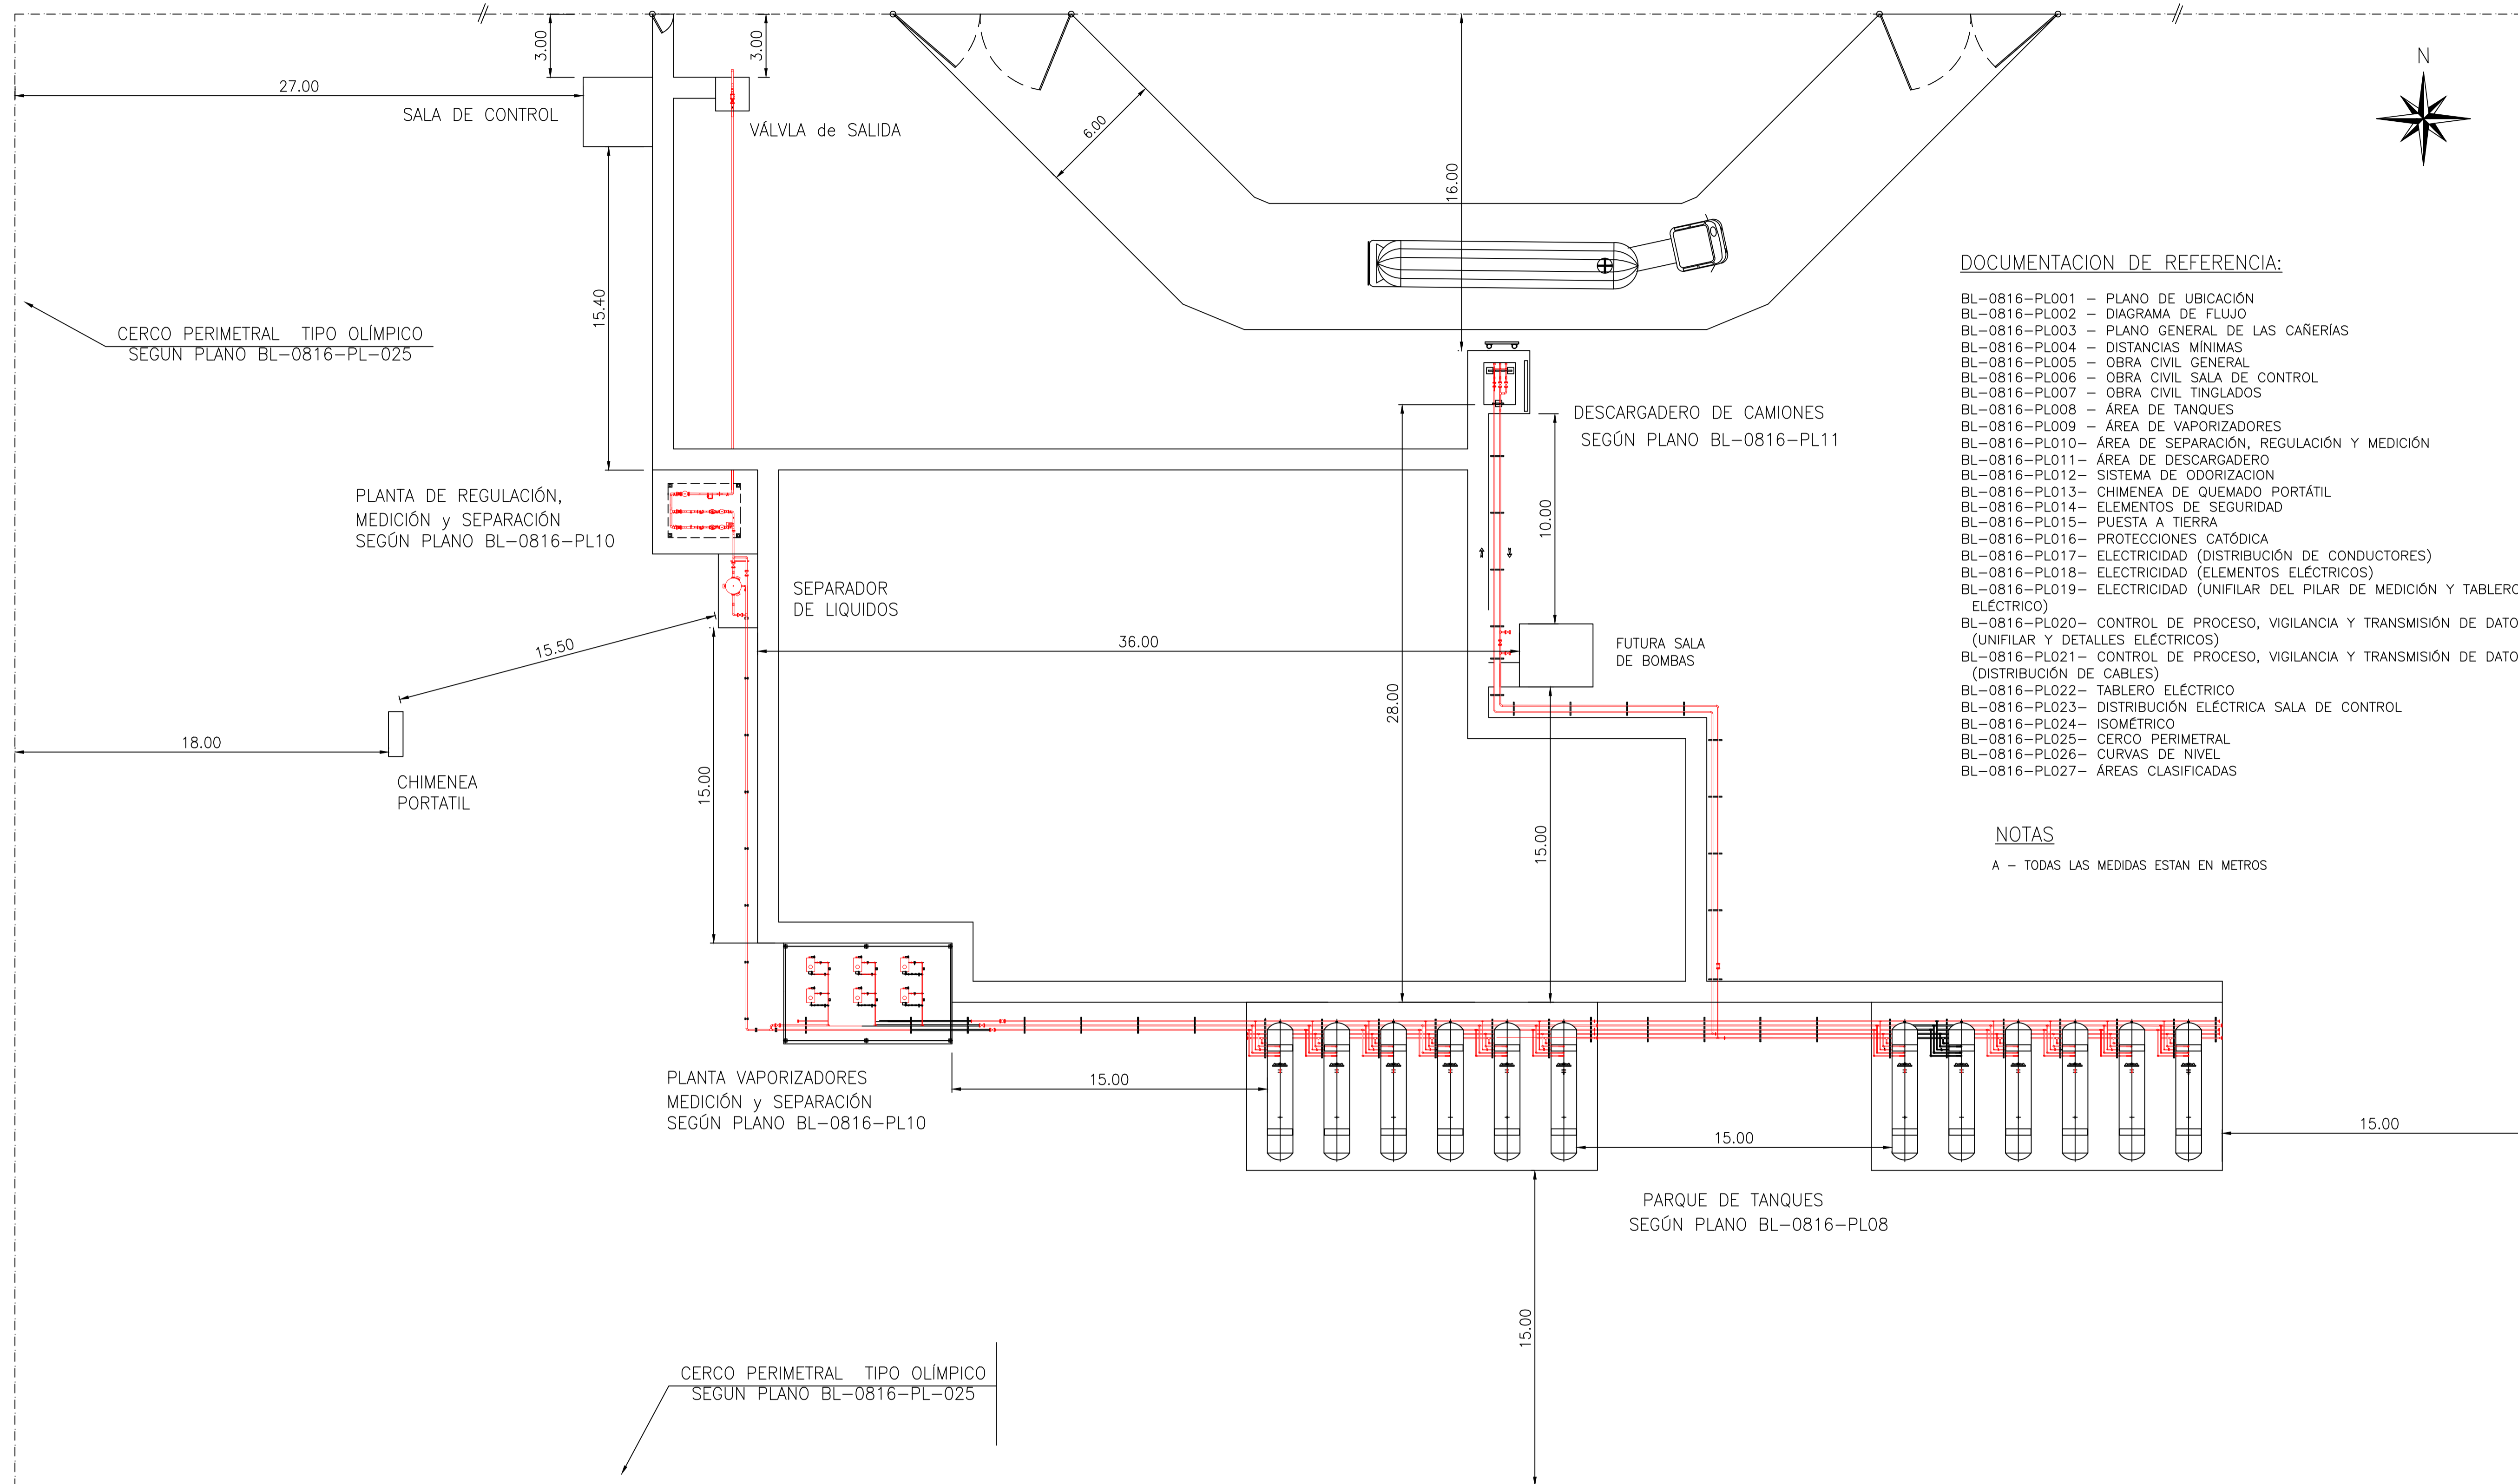 3.00
3.00
27.00
SALA DE CONTROL
VÁLVLA de SALIDA
6.00
16.00
N
15.40
CERCO PERIMETRAL TIPO OLÍMPICO
SEGUN PLANO BL-0816-PL-025
DOCUMENTACION DE REFERENCIA:
BL-0816-PL001 - PLANO DE UBICACIÓN
BL-0816-PL002 - DIAGRAMA DE FLUJO
BL-0816-PL003 - PLANO GENERAL DE LAS CAÑERÍAS
BL-0816-PL004 - DISTANCIAS MÍNIMAS
BL-0816-PL005 - OBRA CIVIL GENERAL
BL-0816-PL006 - OBRA CIVIL SALA DE CONTROL
BL-0816-PL007 - OBRA CIVIL TINGLADOS
BL-0816-PL008 - ÁREA DE TANQUES
BL-0816-PL009 - ÁREA DE VAPORIZADORES
BL-0816-PL010- ÁREA DE SEPARACIÓN, REGULACIÓN Y MEDICIÓN
BL-0816-PL011- ÁREA DE DESCARGADERO
BL-0816-PL012- SISTEMA DE ODORIZACION
BL-0816-PL013- CHIMENEA DE QUEMADO PORTÁTIL
BL-0816-PL014- ELEMENTOS DE SEGURIDAD
BL-0816-PL015- PUESTA A TIERRA
BL-0816-PL016- PROTECCIONES CATÓDICA
BL-0816-PL017- ELECTRICIDAD (DISTRIBUCIÓN DE CONDUCTORES)
BL-0816-PL018- ELECTRICIDAD (ELEMENTOS ELÉCTRICOS)
BL-0816-PL019- ELECTRICIDAD (UNIFILAR DEL PILAR DE MEDICIÓN Y TABLERO
ELÉCTRICO)
BL-0816-PL020- CONTROL DE PROCESO, VIGILANCIA Y TRANSMISIÓN DE DATO
(UNIFILAR Y DETALLES ELÉCTRICOS)
BL-0816-PL021- CONTROL DE PROCESO, VIGILANCIA Y TRANSMISIÓN DE DATO
(DISTRIBUCIÓN DE CABLES)
BL-0816-PL022- TABLERO ELÉCTRICO
BL-0816-PL023- DISTRIBUCIÓN ELÉCTRICA SALA DE CONTROL
BL-0816-PL024- ISOMÉTRICO
BL-0816-PL025- CERCO PERIMETRAL
BL-0816-PL026- CURVAS DE NIVEL
BL-0816-PL027- ÁREAS CLASIFICADAS
NOTAS
A - TODAS LAS MEDIDAS ESTAN EN METROS
DESCARGADERO DE CAMIONES
SEGÚN PLANO BL-0816-PL11
PLANTA DE REGULACIÓN,
MEDICIÓN y SEPARACIÓN
SEGÚN PLANO BL-0816-PL10
10.00
SEPARADOR
DE LIQUIDOS
15.50
36.00
FUTURA SALA
DE BOMBAS
28.00
18.00
CHIMENEA
PORTATIL
15.00
15.00
PLANTA VAPORIZADORES
MEDICIÓN y SEPARACIÓN
SEGÚN PLANO BL-0816-PL10
15.00
15.00
15.00
PARQUE DE TANQUES
SEGÚN PLANO BL-0816-PL08
15.00
CERCO PERIMETRAL TIPO OLÍMPICO
SEGUN PLANO BL-0816-PL-025